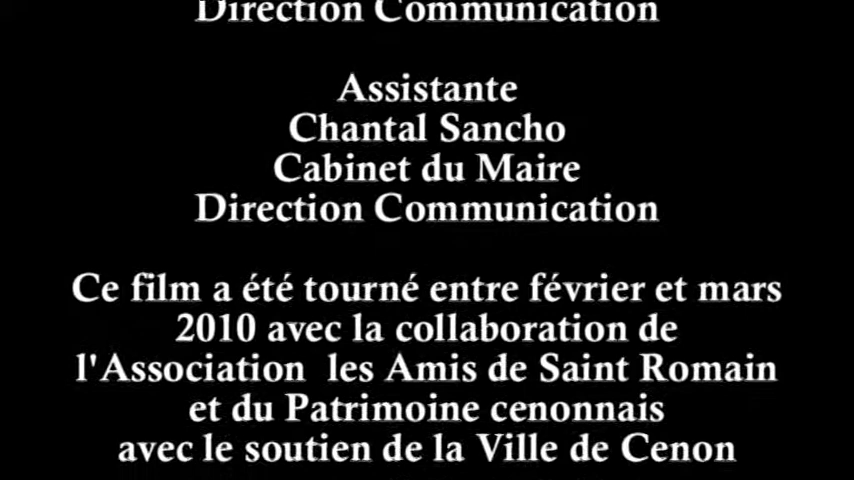 Direction Communication
Assistante
Chantal Sancho
Cabinet du Maire
Direction Communication
Ce film a été tourné entre février et mars
2010 avec la collaboration de
l'Association les Amis de Saint Romain
et du Patrimoine cenonnais
avec le soutien de la Ville de Cenon